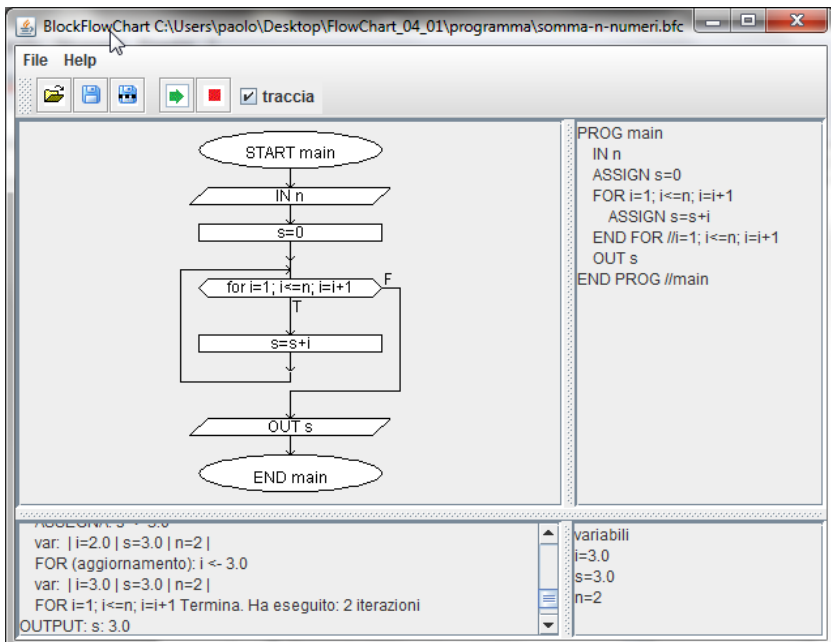 BlockFlowChart C:\Users\paolo\Desktop\FlowChart_04_01\programma\somma-n-numeri.bfc
File Help
traccia
START main
IN n
s=0
for i=1; i<=n; i=i+1
F
T
s=s+i
OUT s
END main
PROG main
IN n
ASSIGN s=0
FOR i=1; i<=n; i=i+1
ASSIGN s=s+i
END FOR //i=1; i<=n; i=i+1
OUT s
END PROG //main
ASSEGNA: s <- 3.0
var: | i=2.0 | s=3.0 | n=2 |
FOR (aggiornamento): i <- 3.0
var: | i=3.0 | s=3.0 | n=2 |
FOR i=1; i<=n; i=i+1 Termina. Ha eseguito: 2 iterazioni
OUTPUT: s: 3.0
variabili
i=3.0
s=3.0
n=2